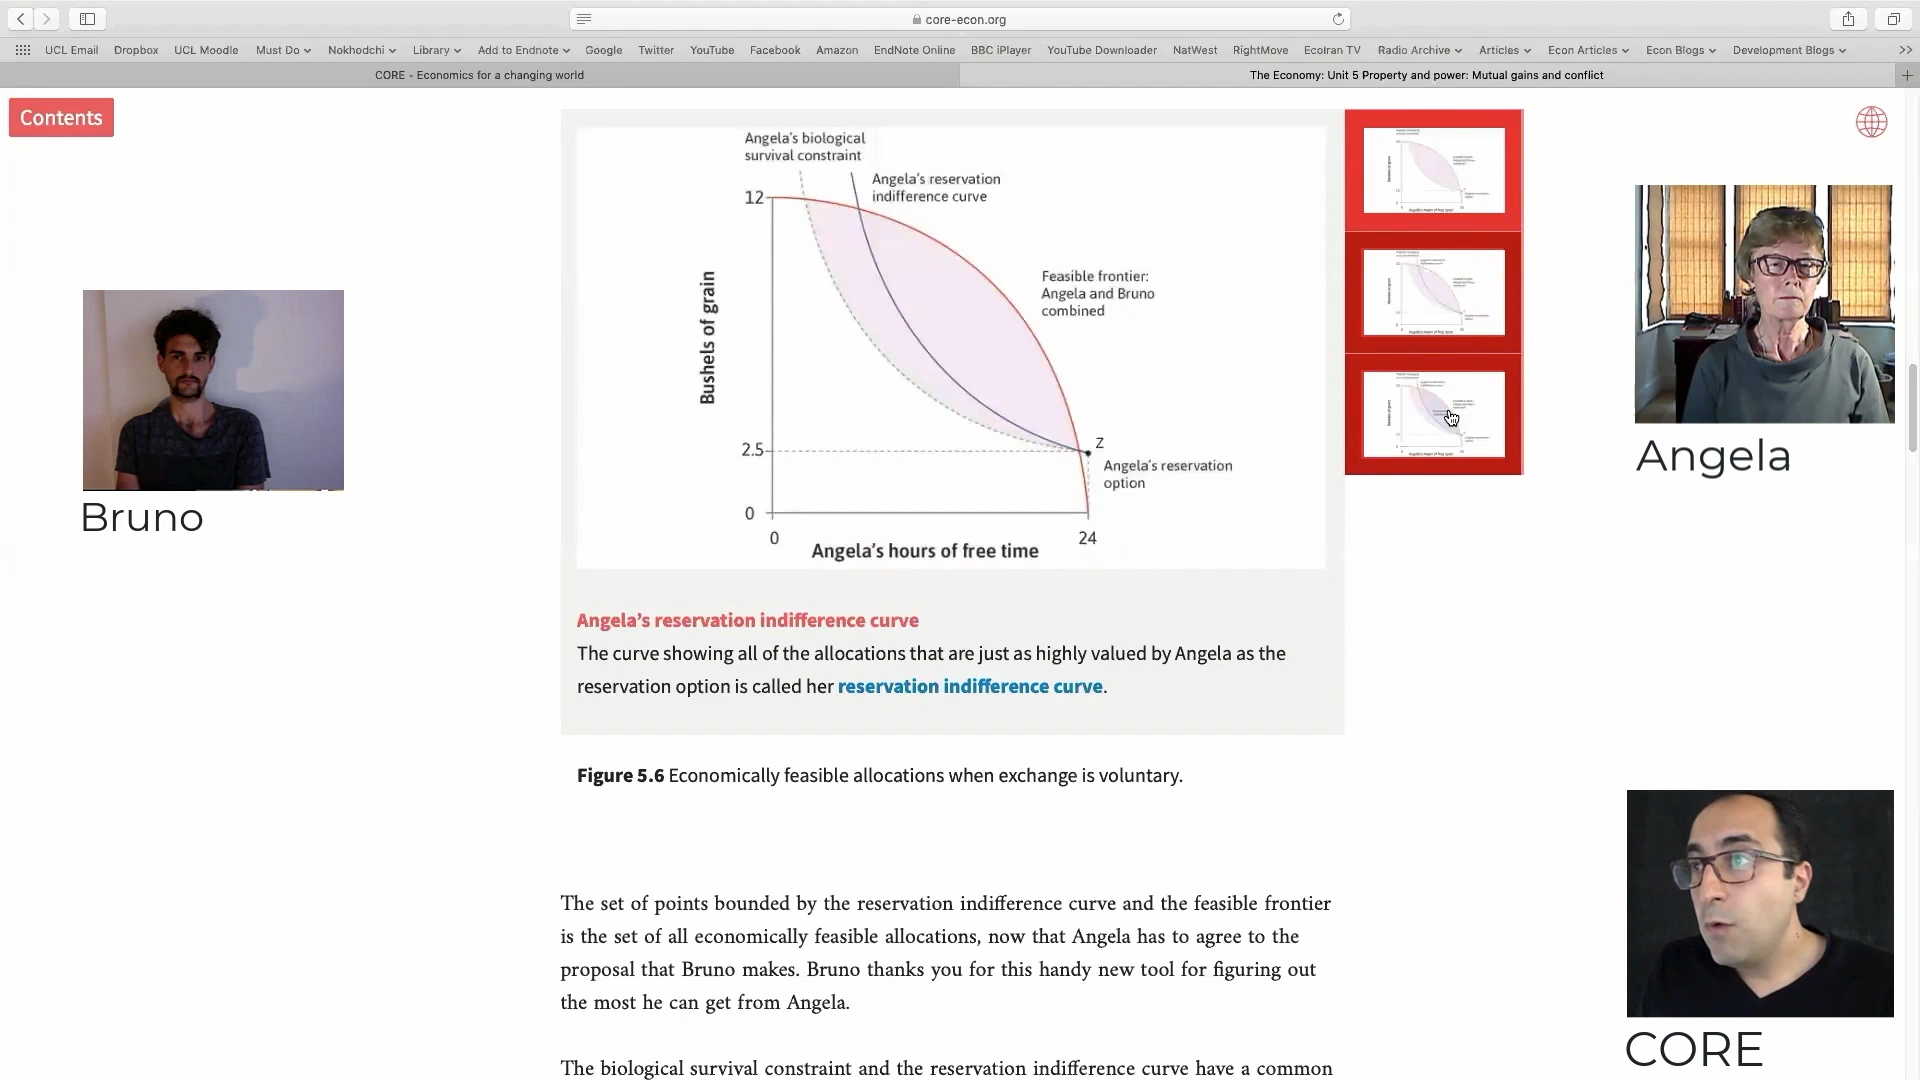 core-econ.org
UCL Email Dropbox UCL Moodle Must Do Nokhodchi Library Add to Endnote Google Twitter YouTube Facebook Amazon EndNote Online BBC iPlayer YouTube Downloader NatWest RightMove EcoIran TV Radio Archive Articles Econ Articles Econ Blogs Development Blogs >>
CORE - Economics for a changing world
The Economy: Unit 5 Property and power: Mutual gains and conflict
Contents
Angela's biological
survival constraint
Angela's reservation
indifference curve
12
Feasible frontier:
Angela and Bruno
combined
Bushels of grain
2.5
Z
Angela's reservation
option
0
0
24
Angela's hours of free time
Bruno
Angela
Angela's reservation indifference curve
The curve showing all of the allocations that are just as highly valued by Angela as the
reservation option is called her reservation indifference curve.
Figure 5.6 Economically feasible allocations when exchange is voluntary.
The set of points bounded by the reservation indifference curve and the feasible frontier
is the set of all economically feasible allocations, now that Angela has to agree to the
proposal that Bruno makes. Bruno thanks you for this handy new tool for figuring out
the most he can get from Angela.
The biological survival constraint and the reservation indifference curve have a common
CORE